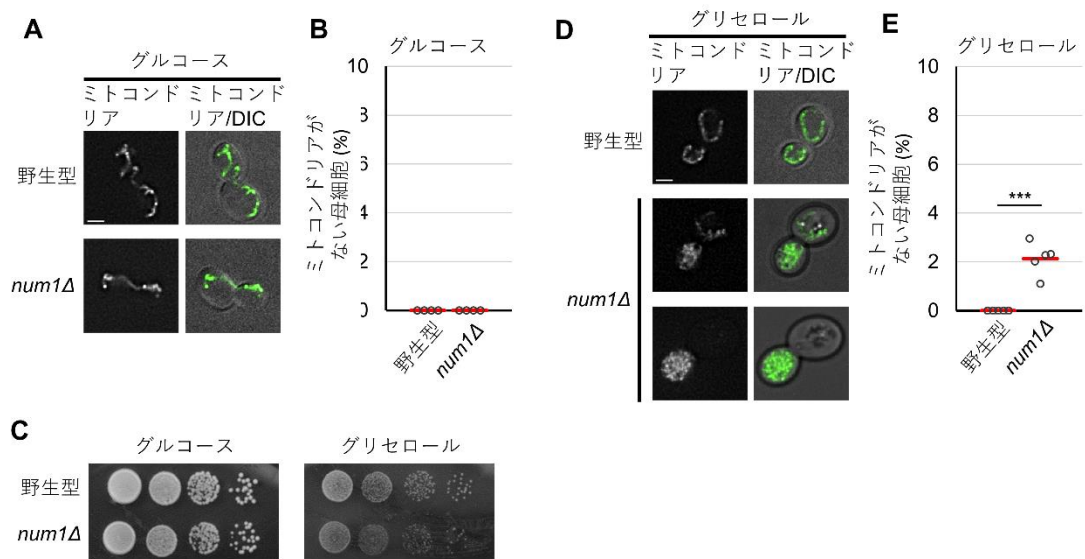 A
グルコース
ミトコンド
リア
ミトコンド
リア/DIC
野生型
num1Δ
B
グルコース
ミトコンドリアが
ない母細胞 (%)
10
8
6
4
2
0
野生型
num1Δ
C
グルコース
グリセロール
野生型
num1Δ
D
グリセロール
ミトコンド
リア
ミトコンド
リア/DIC
野生型
num1Δ
E
グリセロール
ミトコンドリアが
ない母細胞 (%)
10
8
6
4
2
0
***
野生型
num1Δ